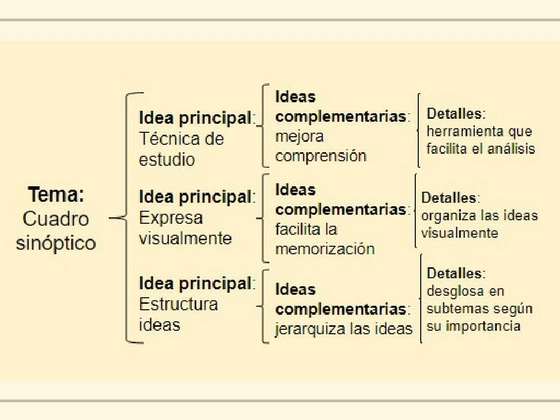 Tema:
Cuadro
sinóptico
Idea principal:
Técnica de
estudio
Ideas
complementarias:
mejora
comprensión
Detalles:
herramienta que
facilita el análisis
Idea principal:
Expresa
visualmente
Ideas
complementarias:
facilita la
memorización
Detalles:
organiza las ideas
visualmente
Idea principal:
Estructura
ideas
Ideas
complementarias:
jerarquiza las ideas
Detalles:
desglosa en
subtemas según
su importancia